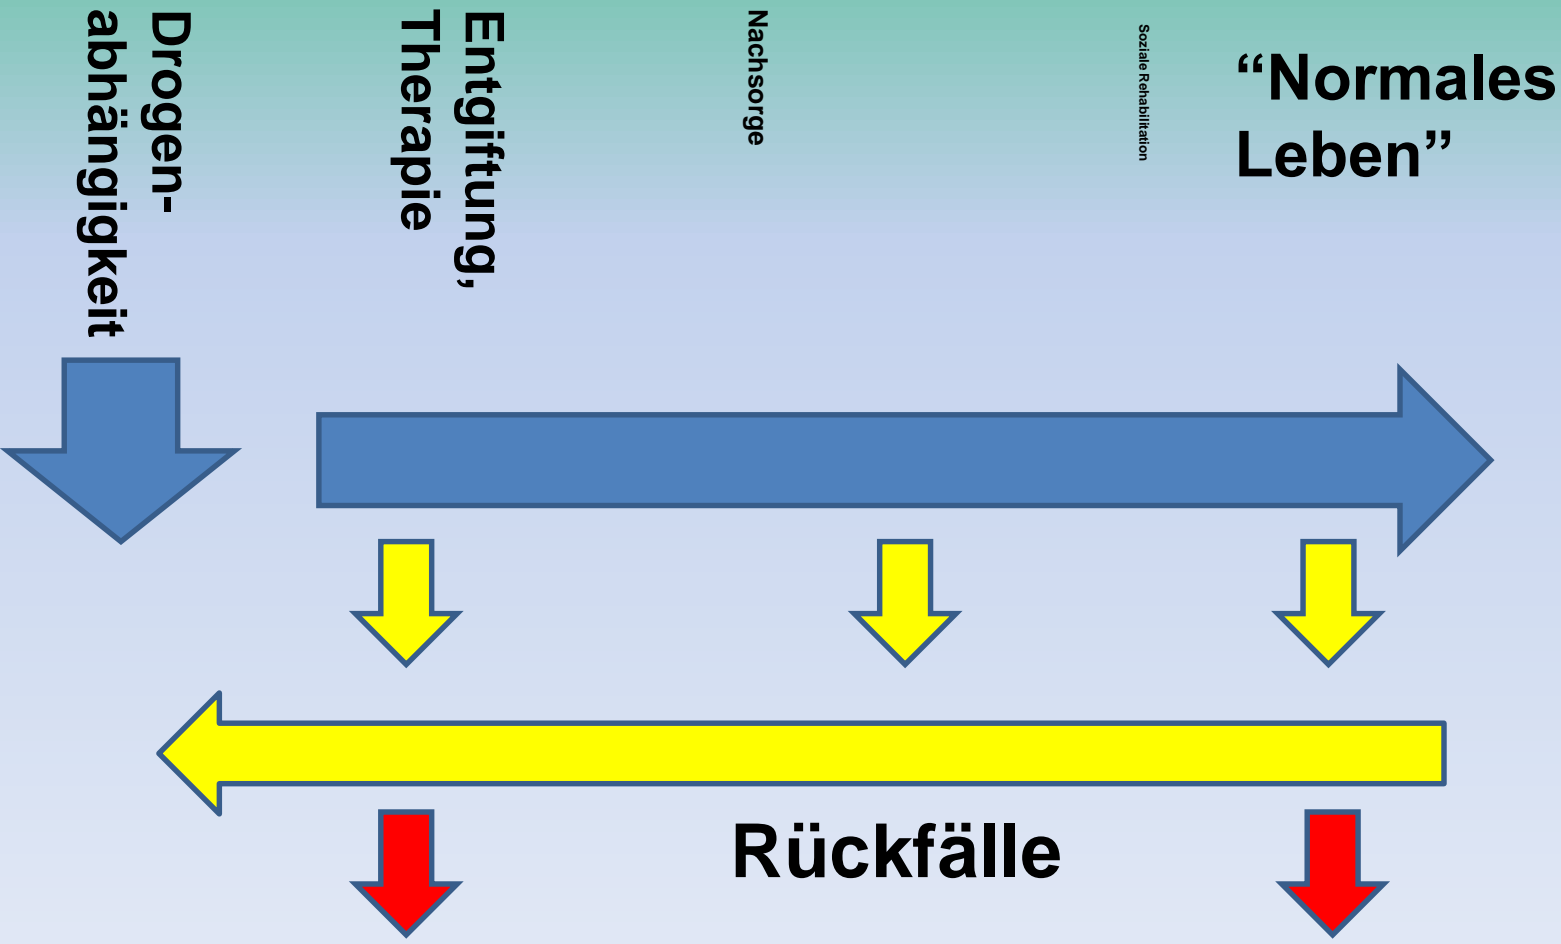 Drogen-
abhängigkeit
Entgiftung,
Therapie
Nachsorge
Soziale Rehabilitation
“Normales
Leben”
Rückfälle